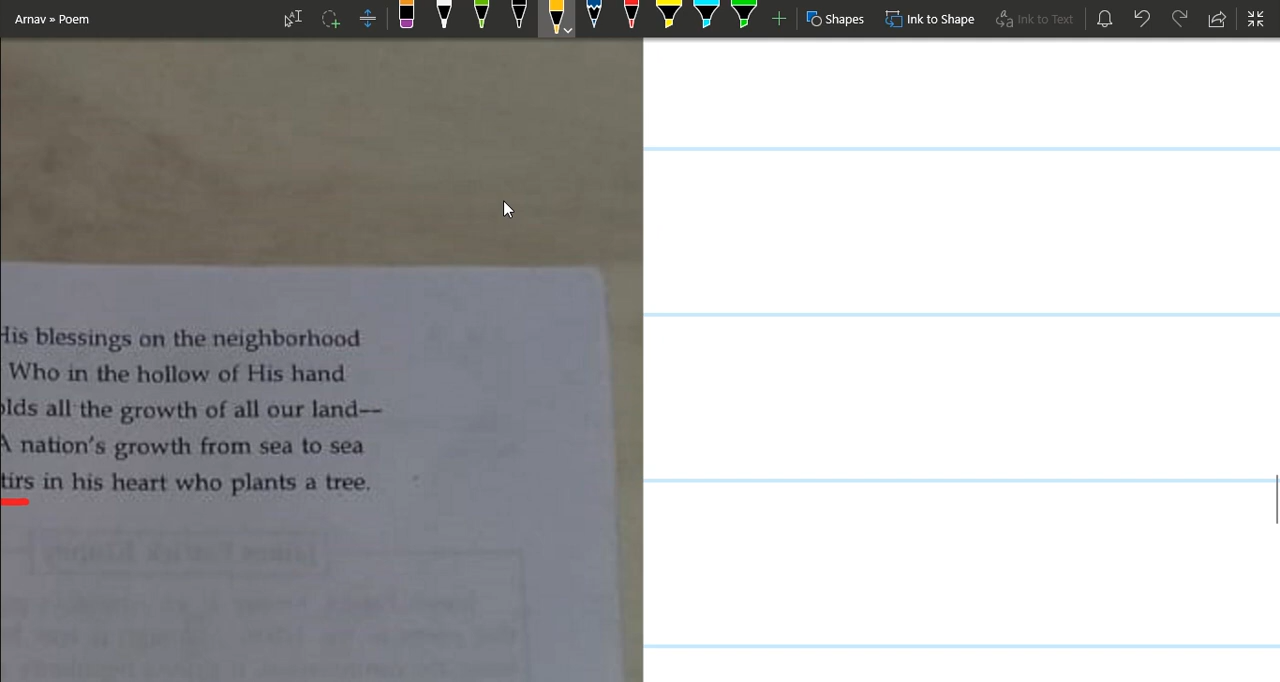 Arnav » Poem
Shapes
Ink to Shape
Ink to Text
His blessings on the neighborhood
Who in the hollow of His hand
olds all the growth of all our land--
A nation's growth from sea to sea
tirs in his heart who plants a tree.